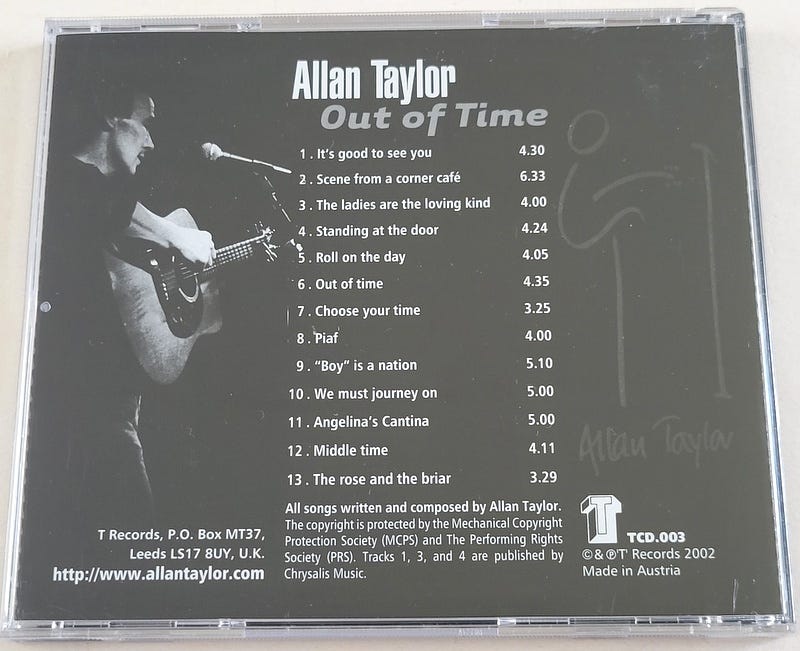 Allan Taylor
Out of Time
1. It's good to see you 4.30
2. Scene from a corner café 6.33
3. The ladies are the loving kind 4.00
4. Standing at the door 4.24
5. Roll on the day 4.05
6. Out of time 4.35
7. Choose your time 3.25
8. Piaf 4.00
9. “Boy” is a nation 5.10
10. We must journey on 5.00
11. Angelina's Cantina 5.00
12. Middle time 4.11
13. The rose and the briar 3.29
Allan Taylor
All songs written and composed by Allan Taylor.
The copyright is protected by the Mechanical Copyright
Protection Society (MCPS) and The Performing Rights
Society (PRS). Tracks 1, 3, and 4 are published by
Chrysalis Music.
T Records, P.O. Box MT37,
Leeds LS17 8UY, U.K.
http://www.allantaylor.com
T
TCD.003
©&℗'T' Records 2002
Made in Austria